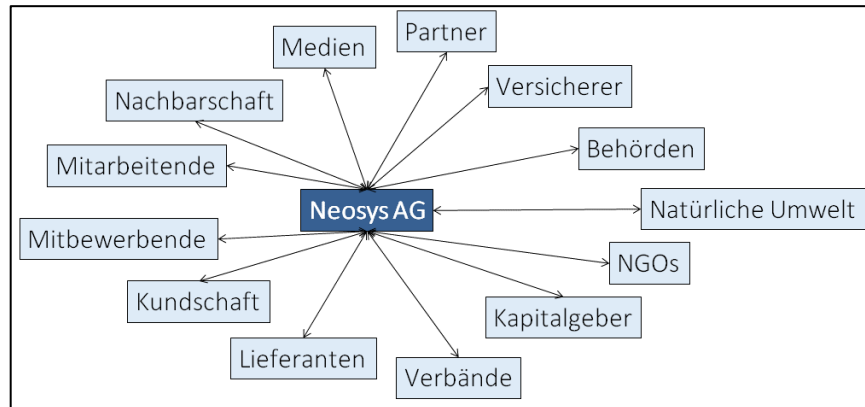 Partner
Medien
Versicherer
Nachbarschaft
Behörden
Mitarbeitende
Neosys AG
Natürliche Umwelt
Mitbewerbende
NGOs
Kundschaft
Kapitalgeber
Lieferanten
Verbände